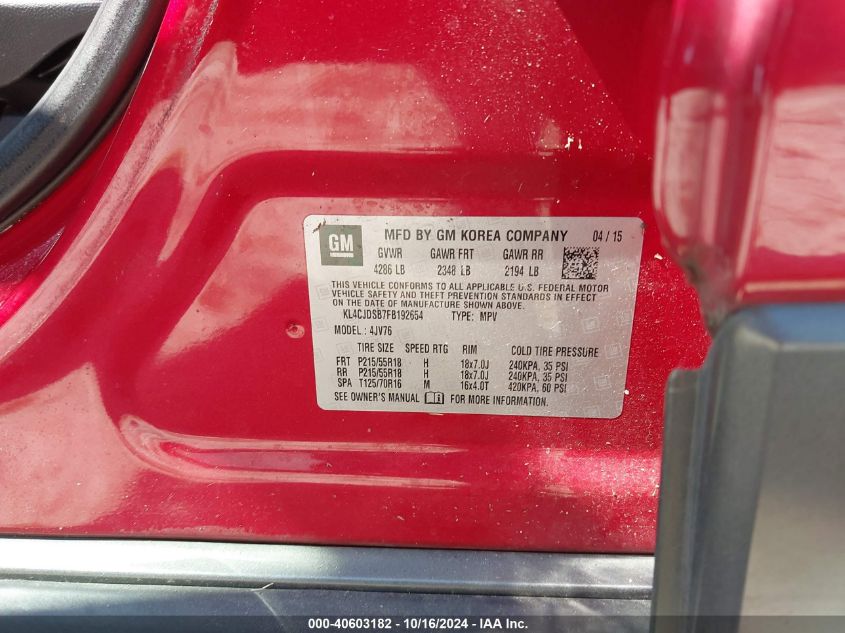 GM
MFD BY GM KOREA COMPANY 04 / 15
GVWR GAWR FRT GAWR RR
4286 LB 2348 LB 2194 LB
THIS VEHICLE CONFORMS TO ALL APPLICABLE U.S. FEDERAL MOTOR
VEHICLE SAFETY AND THEFT PREVENTION STANDARDS IN EFFECT
ON THE DATE OF MANUFACTURE SHOWN ABOVE.
KL4CJDSB7FB192654 TYPE: MPV
MODEL: 4JV76
TIRE SIZE SPEED RTG RIM COLD TIRE PRESSURE
FRT P215/55R18 H 18x7.0J 240KPA, 35 PSI
RR P215/55R18 H 18x7.0J 240KPA, 35 PSI
SPA T125/70R16 M 16x4.0T 420KPA, 60 PSI
SEE OWNER'S MANUAL i FOR MORE INFORMATION.
000-40603182 - 10/16/2024 - IAA, Inc.